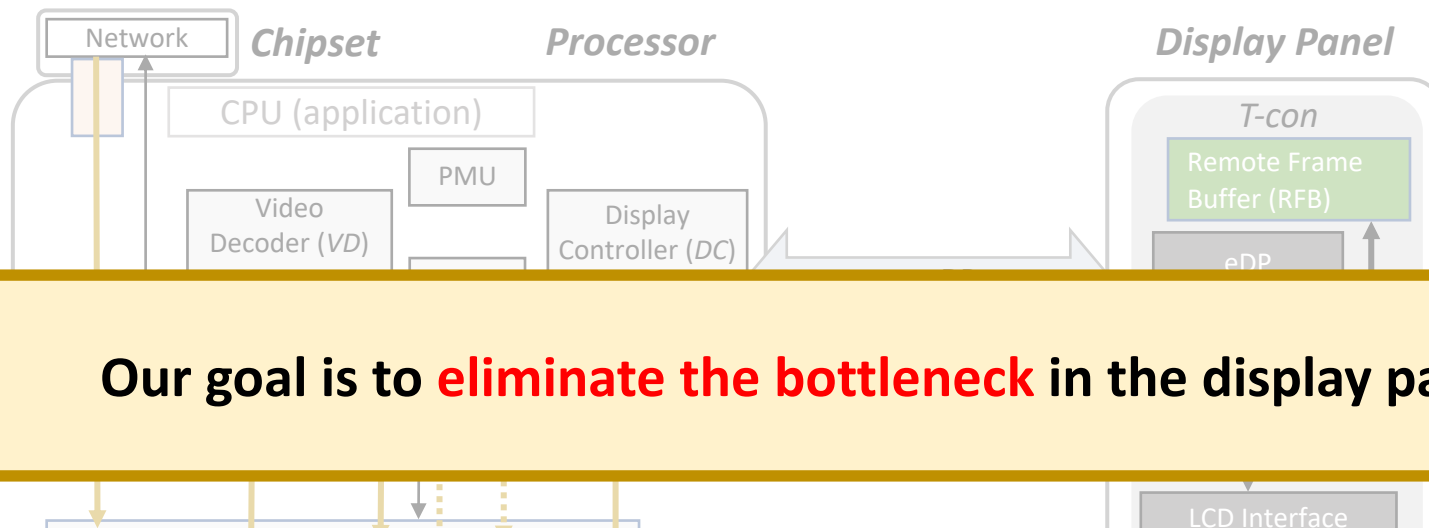 Network
Chipset
Processor
Display Panel
CPU (application)
T-con
PMU
Remote Frame
Buffer (RFB)
Video
Decoder (VD)
Display
Controller (DC)
eDP
Our goal is to eliminate the bottleneck in the display
LCD Interface